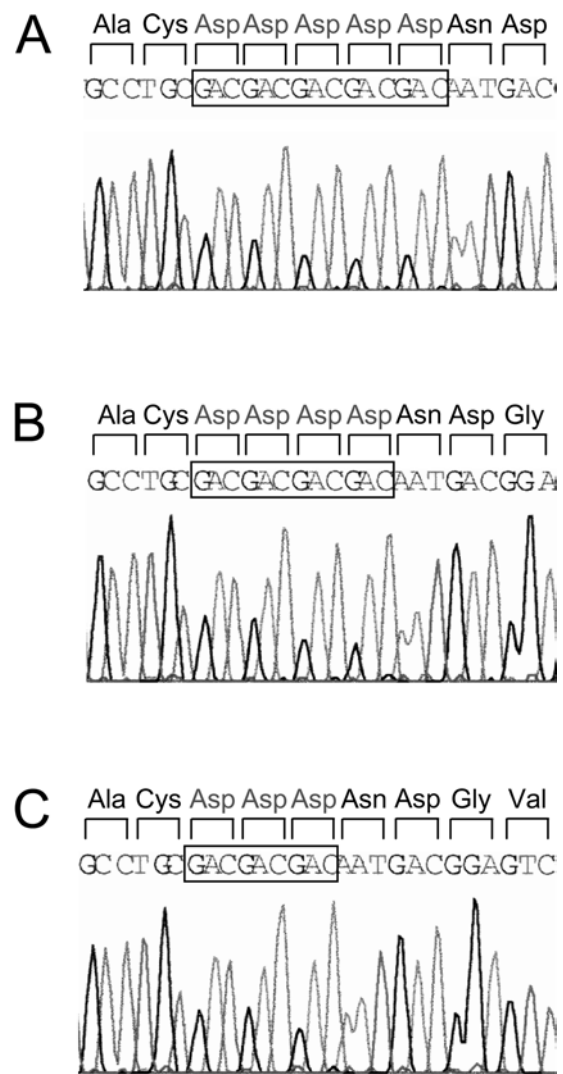 A
Ala Cys Asp Asp Asp Asp Asp Asn Asp
GCCTGCGACGACGACGACGACAATGAC
B
Ala Cys Asp Asp Asp Asp Asn Asp Gly
GCCTGCGACGACGACGACAATGACGGA
C
Ala Cys Asp Asp Asp Asn Asp Gly Val
GCCTGCGACGACGACAATGACGGAGTC